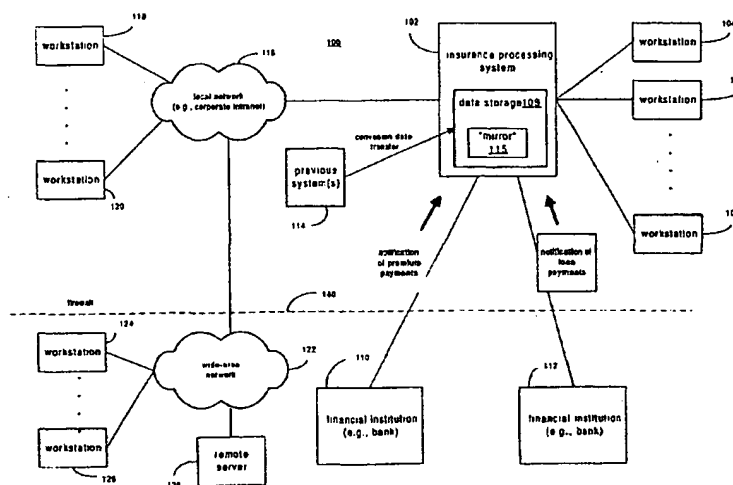 118
workstation
116
local network
(e.g., corporate intranet)
workstation
120
100
102
insurance processing
system
data storage 109
"mirror"
115
workstation
workstation
workstation
conversion data
transfer
previous
system(s)
114
notification
of premium
payments
notification of
loan
payments
firewall
140
124
workstation
workstation
126
122
wide-area
network
remote
server
110
financial institution
(e.g., bank)
112
financial institution
(e.g., bank)